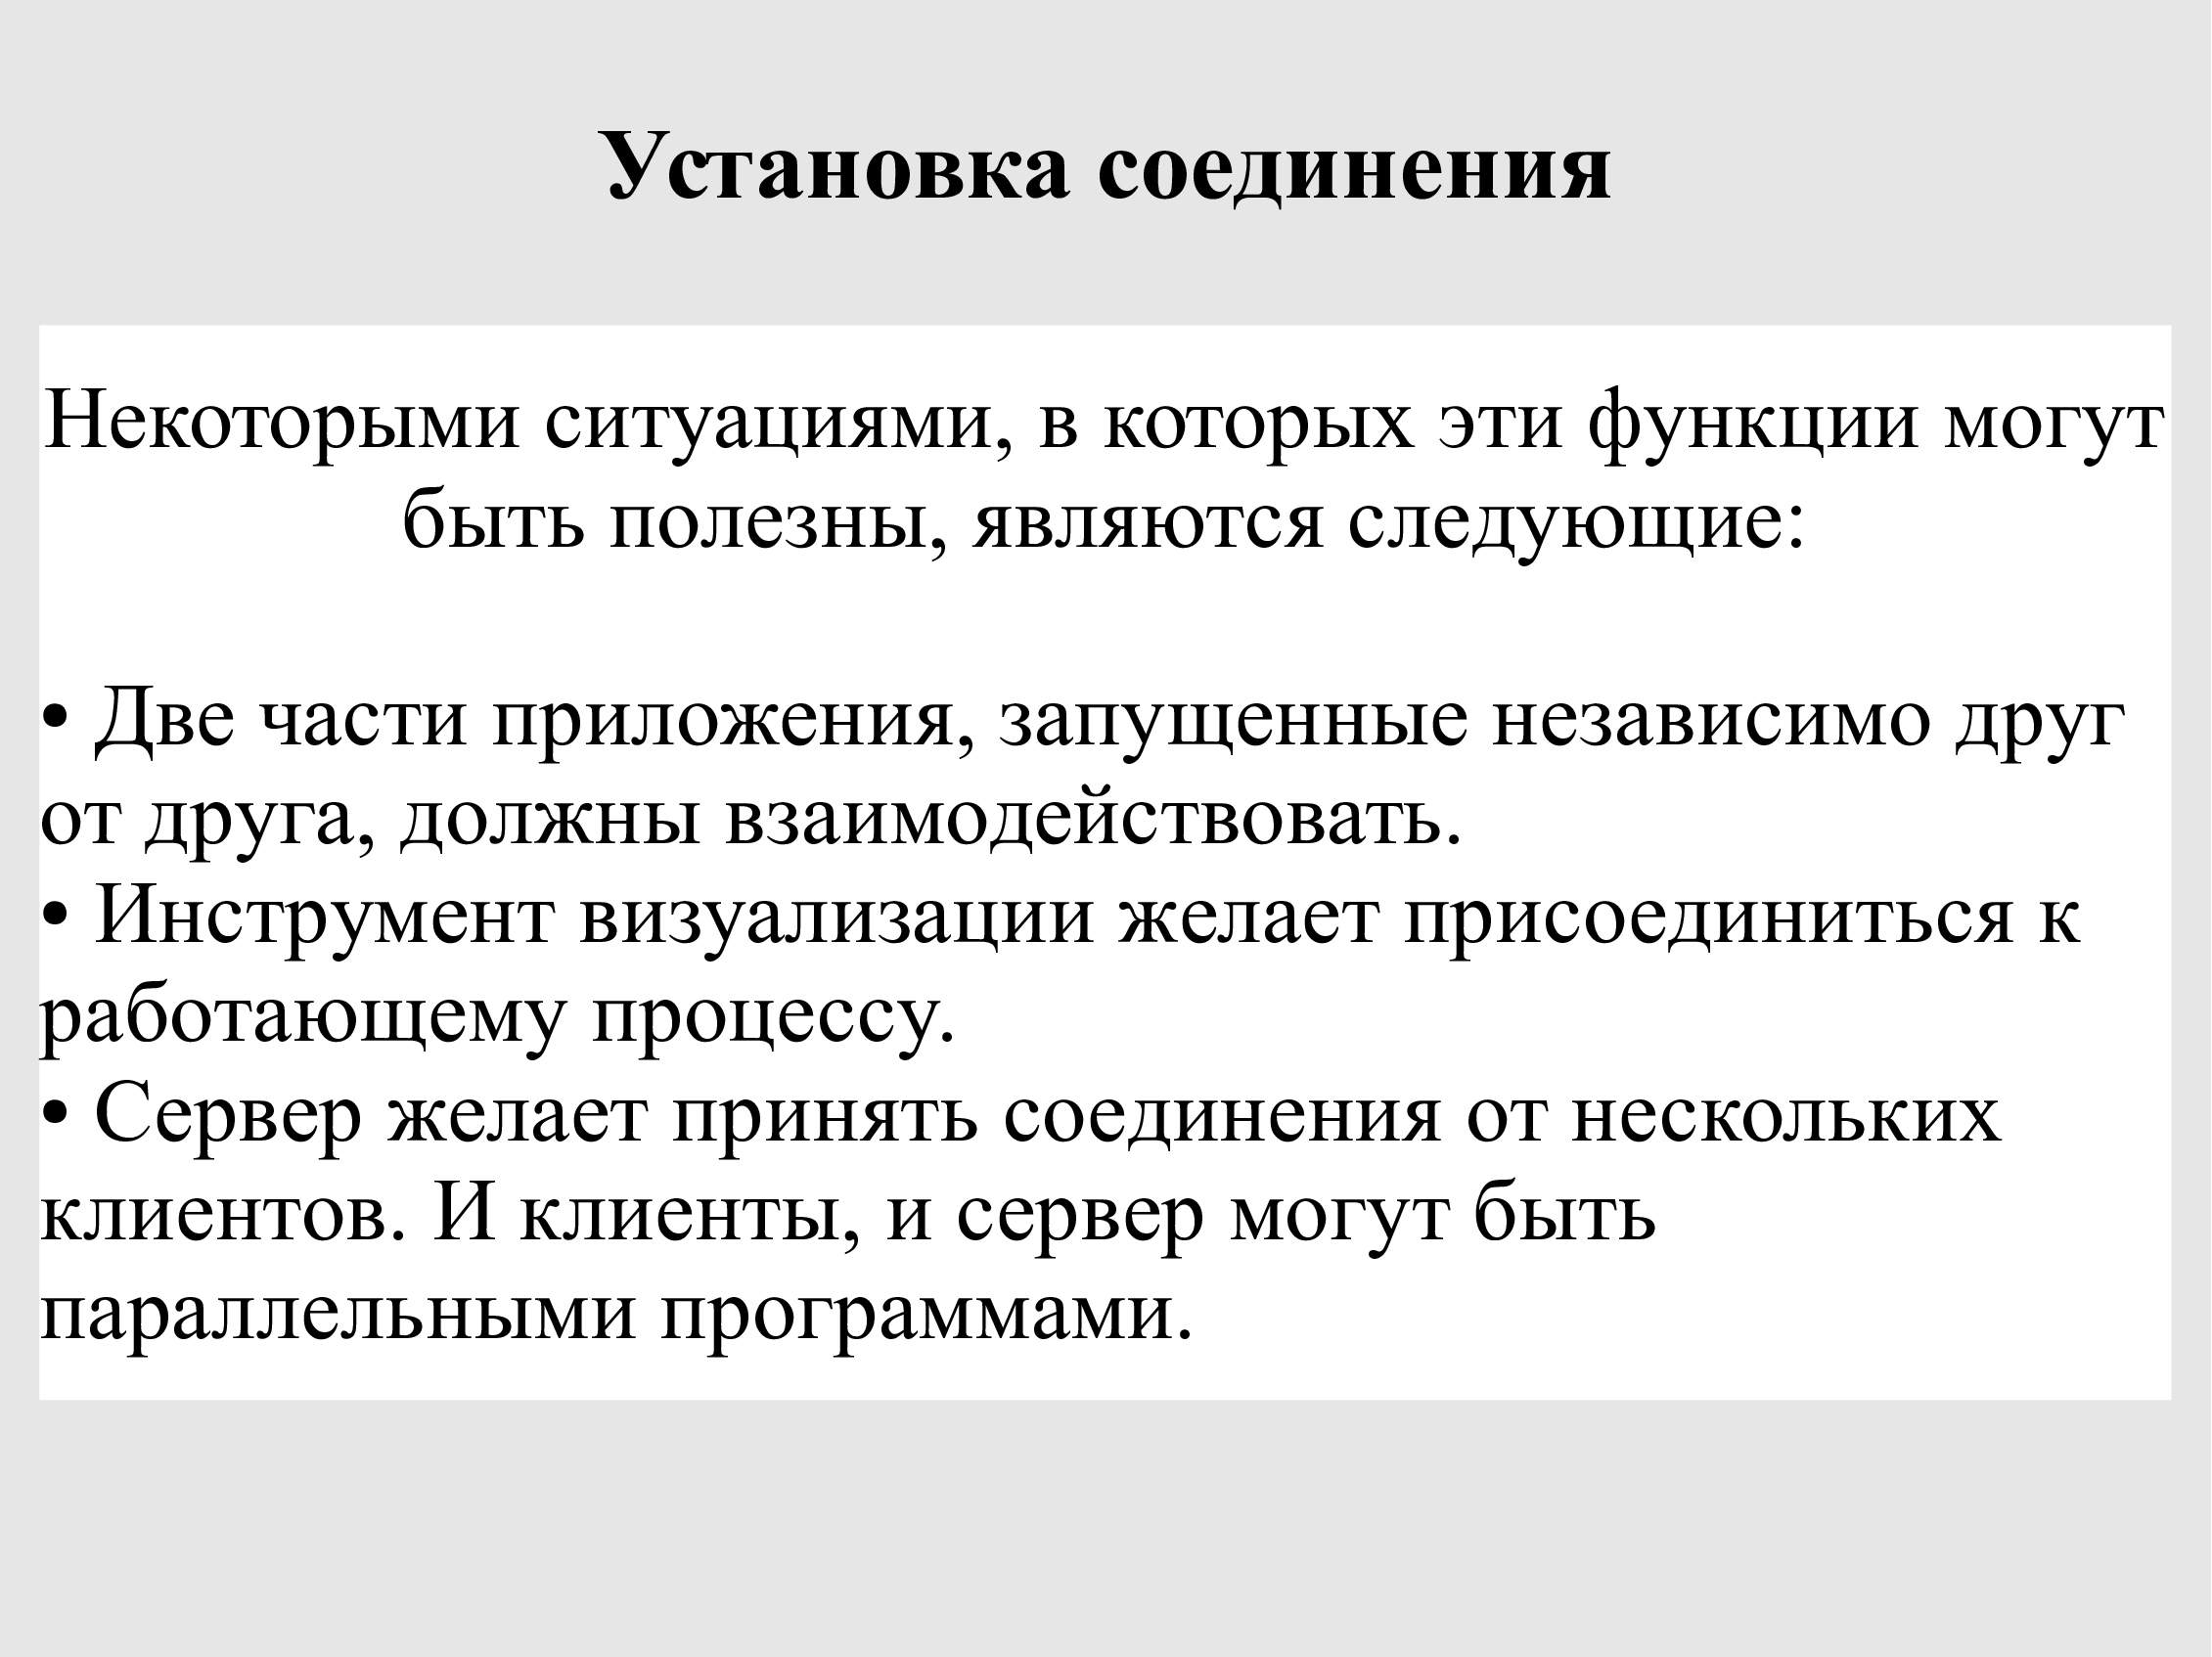 Установка соединения
Некоторыми ситуациями, в которых эти функции могут
быть полезны, являются следующие:
• Две части приложения, запущенные независимо друг
от друга, должны взаимодействовать.
• Инструмент визуализации желает присоединиться к
работающему процессу.
• Сервер желает принять соединения от нескольких
клиентов. И клиенты, и сервер могут быть
параллельными программами.